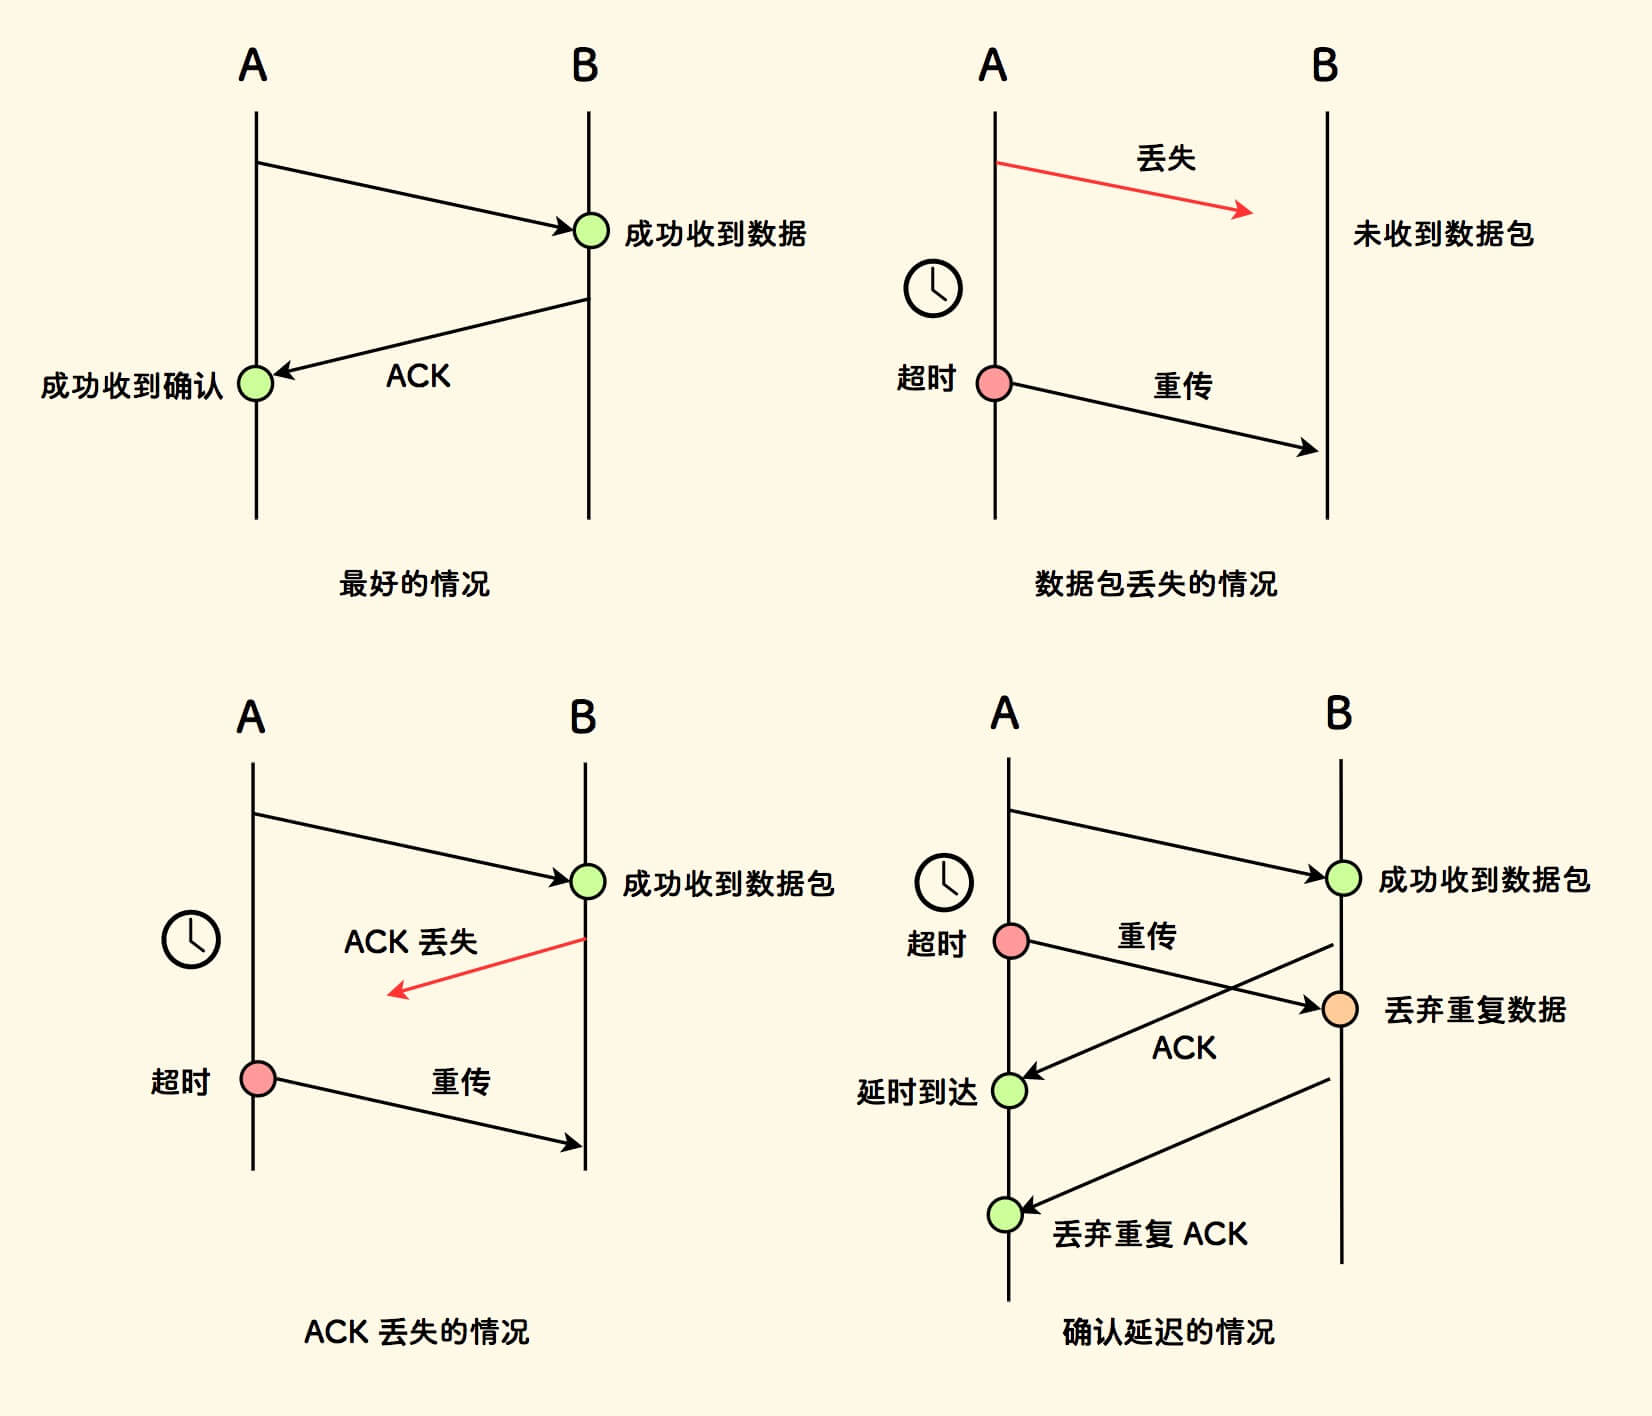 A
B
成功收到数据
ACK
成功收到确认
最好的情况
A
B
丢失
未收到数据包
超时
重传
数据包丢失的情况
A
B
成功收到数据包
ACK 丢失
超时
重传
ACK 丢失的情况
A
B
成功收到数据包
超时
重传
丢弃重复数据
ACK
延时到达
丢弃重复 ACK
确认延迟的情况